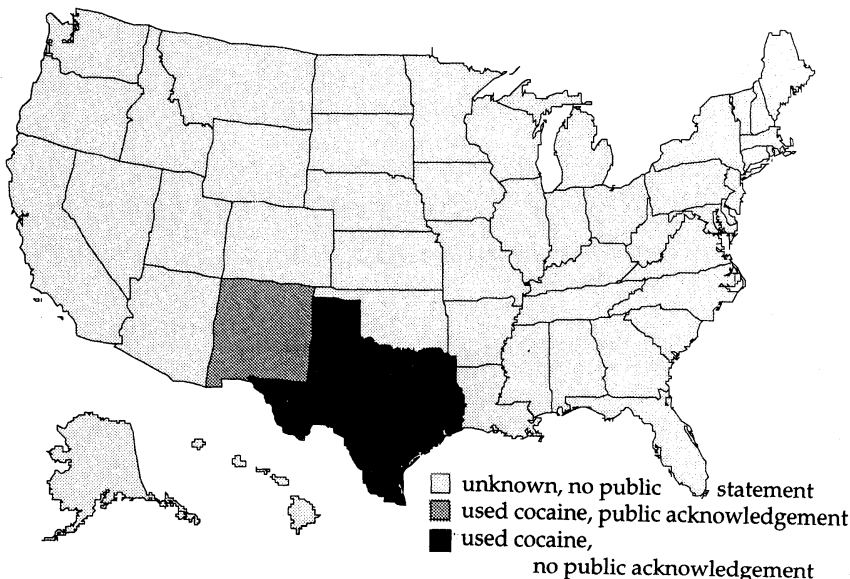 unknown, no public statement
used cocaine, public acknowledgement
used cocaine,
no public acknowledgement